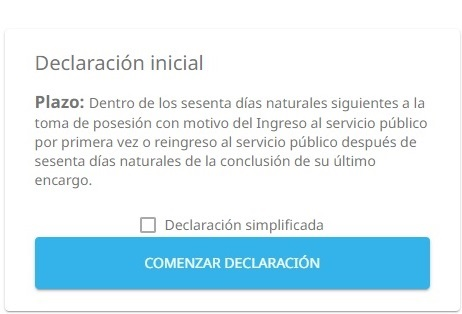 Declaración inicial
Plazo: Dentro de los sesenta días naturales siguientes a la
toma de posesión con motivo del Ingreso al servicio público
por primera vez o reingreso al servicio público después de
sesenta días naturales de la conclusión de su último
encargo.
Declaración simplificada
COMENZAR DECLARACIÓN